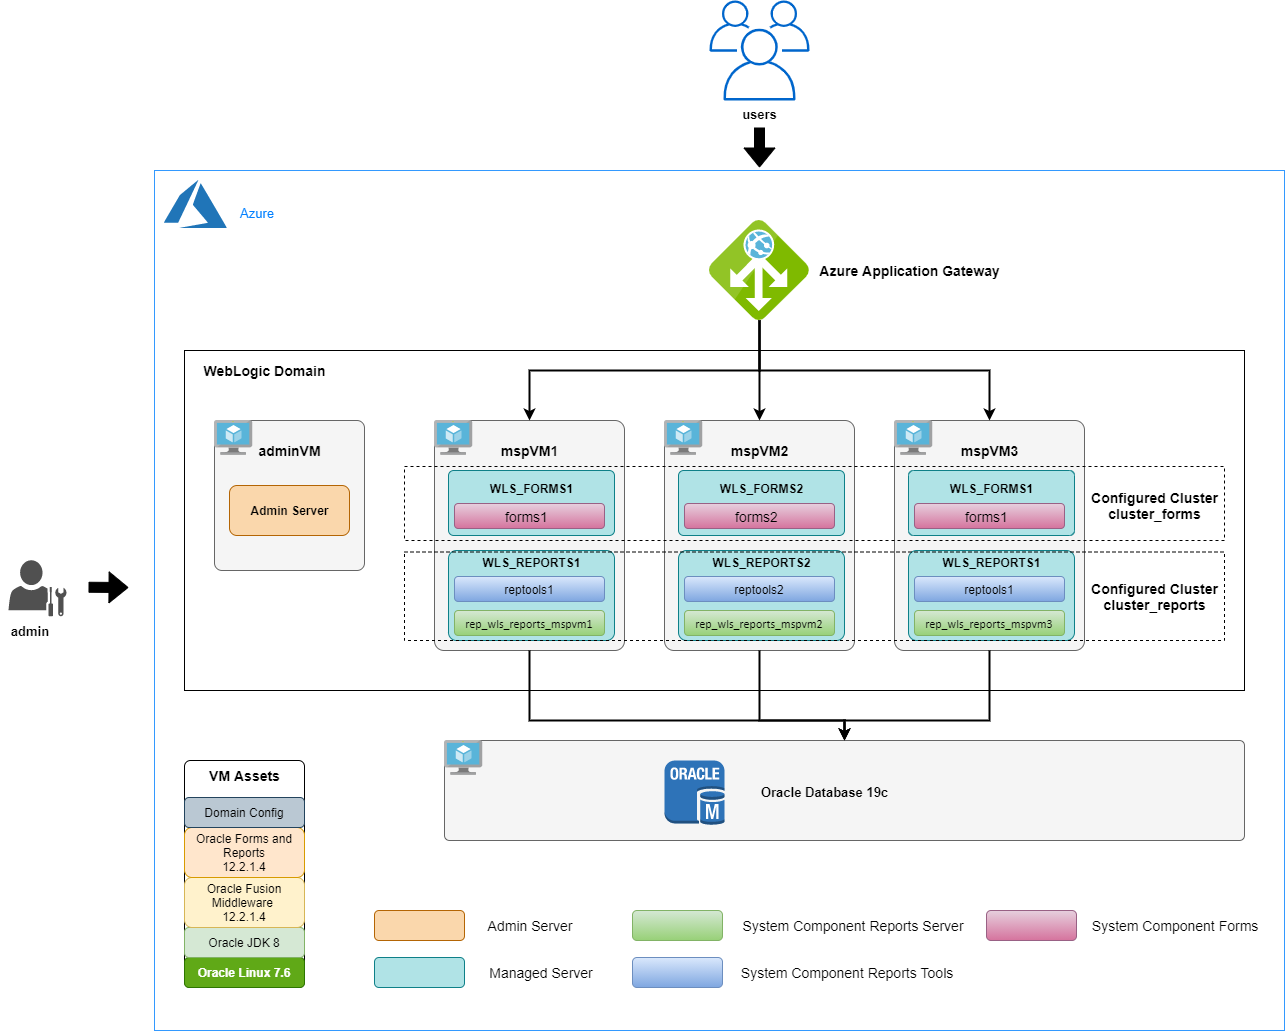 users
Azure
Azure Application Gateway
WebLogic Domain
adminVM
Admin Server
mspVM1
WLS_FORMS1
forms1
WLS_REPORTS1
reptools1
rep_wls_reports_mspvm1
mspVM2
WLS_FORMS2
forms2
WLS_REPORTS2
reptools2
rep_wls_reports_mspvm2
mspVM3
WLS_FORMS1
forms1
WLS_REPORTS1
reptools1
rep_wls_reports_mspvm3
Configured Cluster
cluster_forms
Configured Cluster
cluster_reports
admin
ORACLE
M
Oracle Database 19c
VM Assets
Domain Config
Oracle Forms and
Reports
12.2.1.4
Oracle Fusion
Middleware
12.2.1.4
Oracle JDK 8
Oracle Linux 7.6
Admin Server
System Component Reports Server
System Component Forms
Managed Server
System Component Reports Tools